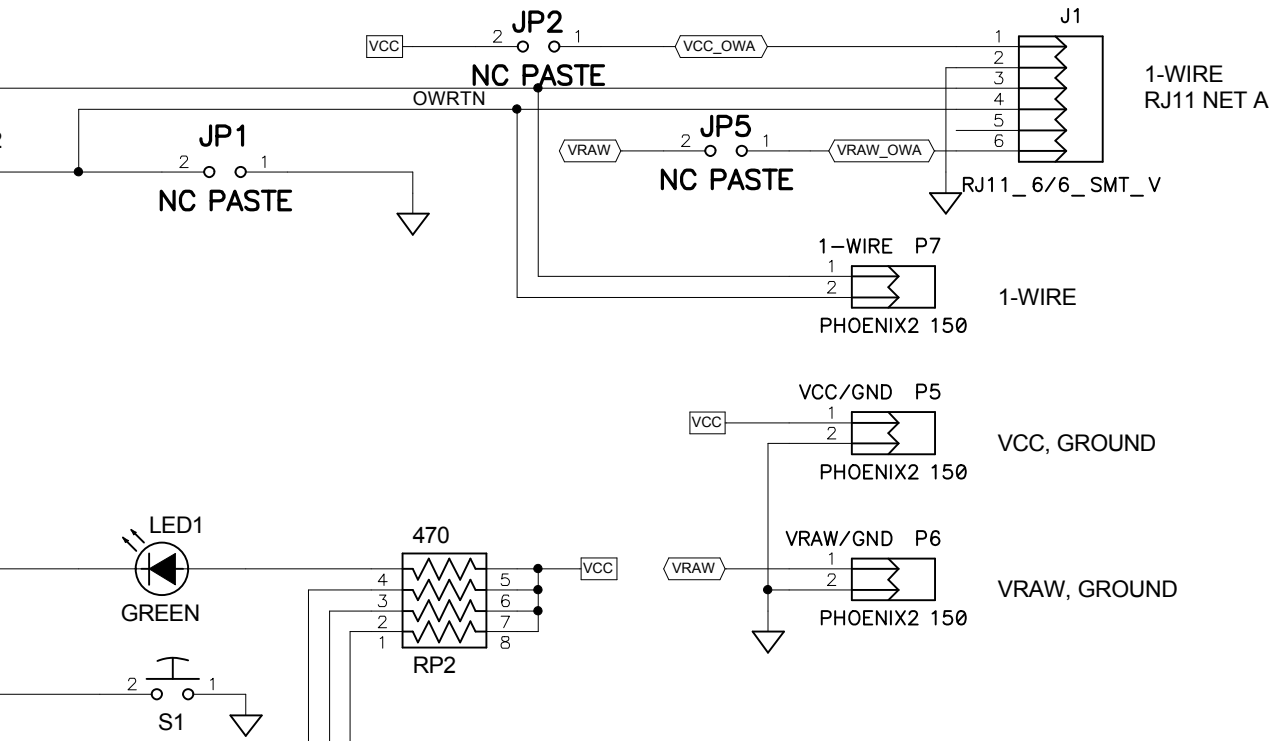 JP2
J1
VCC
2
1
VCC_OWA
1
2
3
4
5
6
NC PASTE
1-WIRE
RJ11 NET A
OWRTN
JP1
2
1
NC PASTE
JP5
VRAW
2
1
VRAW_OWA
NC PASTE
RJ11_6/6_SMT_V
1-WIRE P7
1
2
1-WIRE
PHOENIX2 150
VCC/GND P5
VCC
1
2
VCC, GROUND
PHOENIX2 150
LED1
GREEN
470
4
3
2
1
5
6
7
8
RP2
VCC
VRAW/GND P6
VRAW
1
2
VRAW, GROUND
PHOENIX2 150
2
1
S1